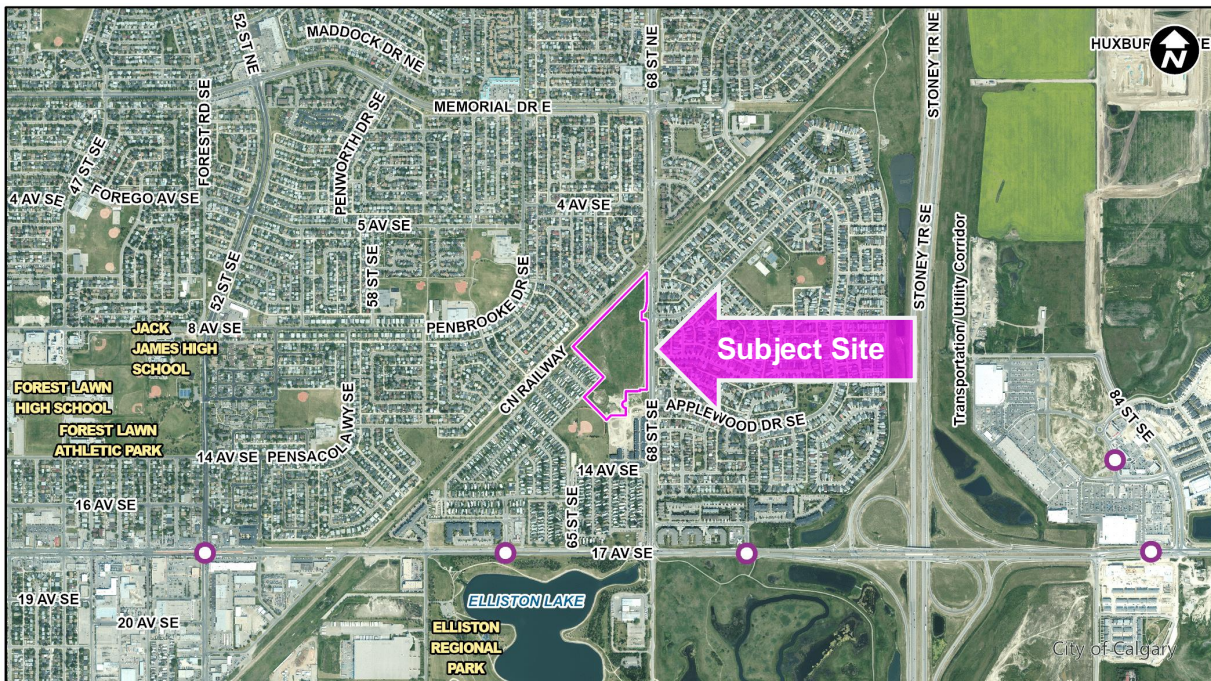 52 ST NE
MADDOCK DR NE
68 ST NE
STONEY TR NE
HUXBUR
E
N
MEMORIAL DR E
FOREST RD SE
PENWORTH DR SE
47 ST SE
4 AV SE
FOREGO AV SE
4 AV SE
5 AV SE
52 ST SE
58 ST SE
PENBROOKE DR SE
STONEY TR SE
Transportation/Utility Corridor
8 AV SE
JACK
JAMES HIGH
SCHOOL
CN RAILWAY
Subject Site
FOREST LAWN
HIGH SCHOOL
FOREST LAWN
ATHLETIC PARK
PENSACOLA WY SE
68 ST SE
APPLEWOOD DR SE
84 ST SE
14 AV SE
14 AV SE
16 AV SE
65 ST SE
17 AV SE
19 AV SE
20 AV SE
ELLISTON LAKE
ELLISTON
REGIONAL
PARK
City of Calgary